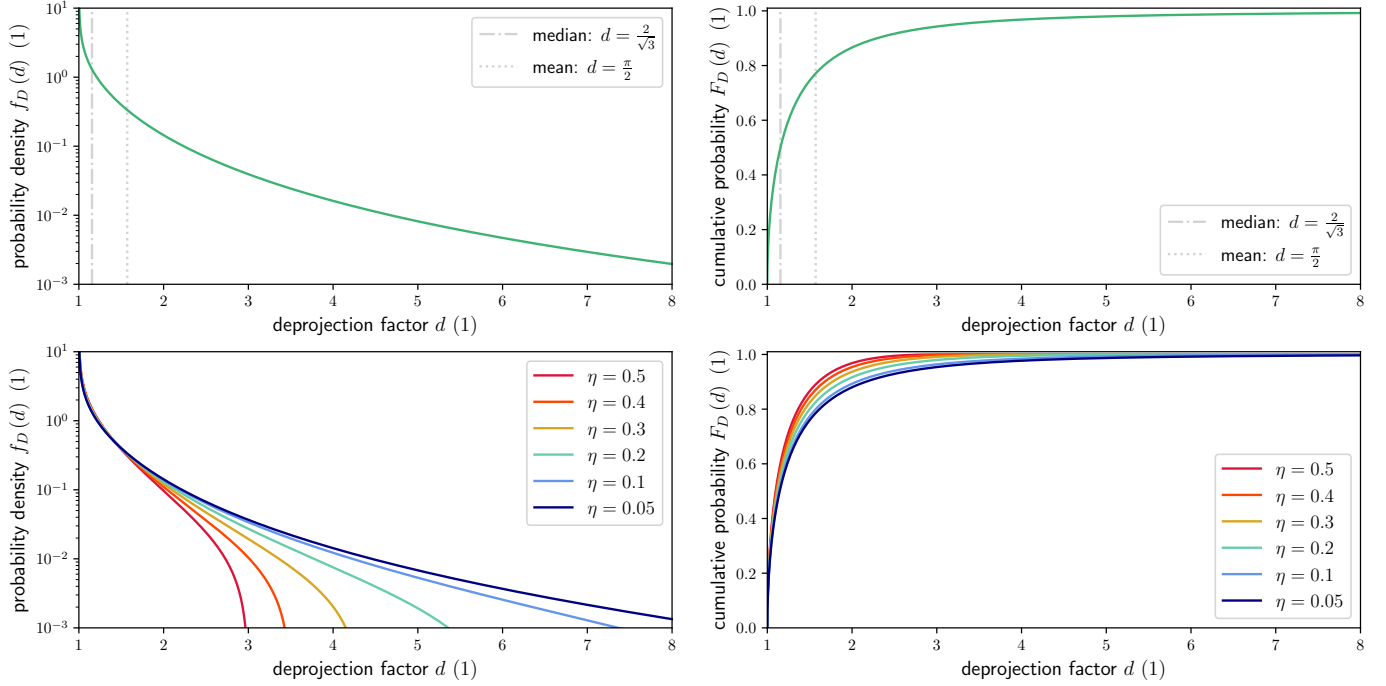 10^1
10^0
10^{-1}
10^{-2}
10^{-3}
probability density f_D (d) (1)
median: d = 2/√3
mean: d = π/2
1 2 3 4 5 6 7 8
deprojection factor d (1)
1.0
0.8
0.6
0.4
0.2
0.0
cumulative probability F_D (d) (1)
median: d = 2/√3
mean: d = π/2
1 2 3 4 5 6 7 8
deprojection factor d (1)
10^1
10^0
10^{-1}
10^{-2}
10^{-3}
probability density f_D (d) (1)
η = 0.5
η = 0.4
η = 0.3
η = 0.2
η = 0.1
η = 0.05
1 2 3 4 5 6 7 8
deprojection factor d (1)
1.0
0.8
0.6
0.4
0.2
0.0
cumulative probability F_D (d) (1)
η = 0.5
η = 0.4
η = 0.3
η = 0.2
η = 0.1
η = 0.05
1 2 3 4 5 6 7 8
deprojection factor d (1)